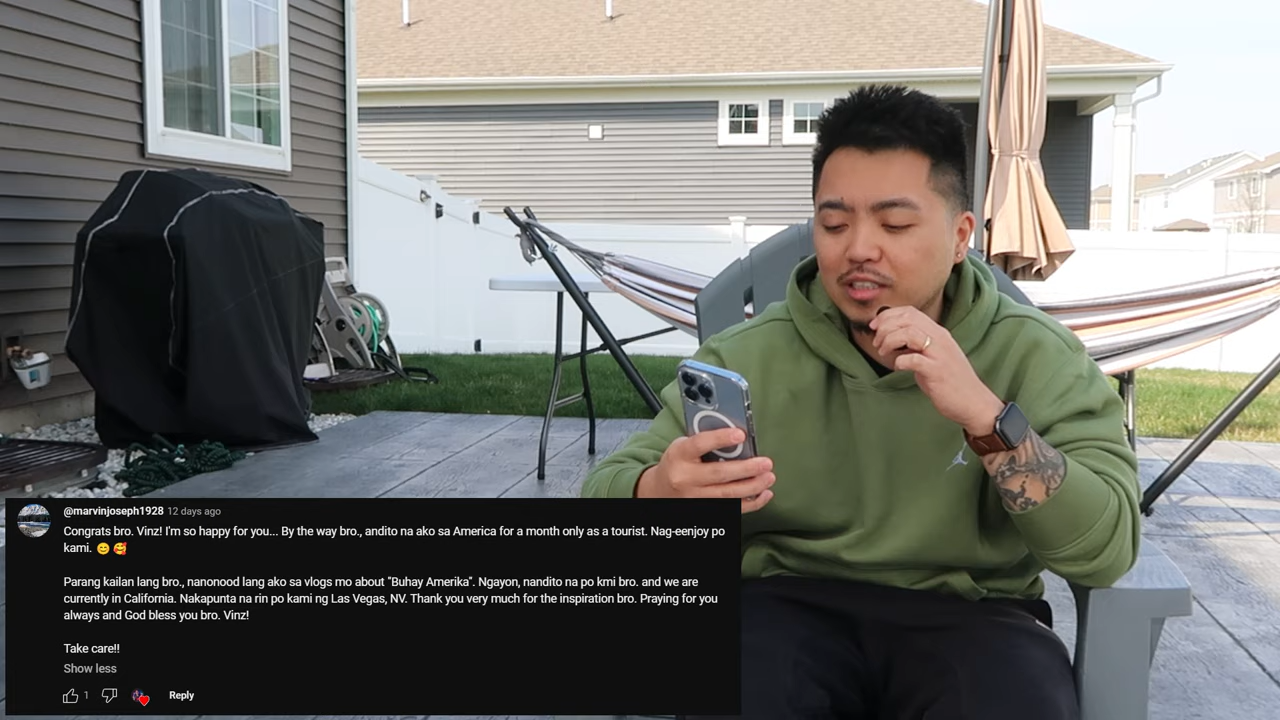 @marvinjoseph1928 12 days ago
Congrats bro. Vinz! I'm so happy for you... By the way bro., andito na ako sa America for a month only as a tourist. Nag-eenjoy po
kami. 😊 🥰
Parang kailan lang bro., nanonood lang ako sa vlogs mo about "Buhay Amerika". Ngayon, nandito na po kmi bro. and we are
currently in California. Nakapunta na rin po kami ng Las Vegas, NV. Thank you very much for the inspiration bro. Praying for you
always and God bless you bro. Vinz!
Take care!!
Show less
1 Reply